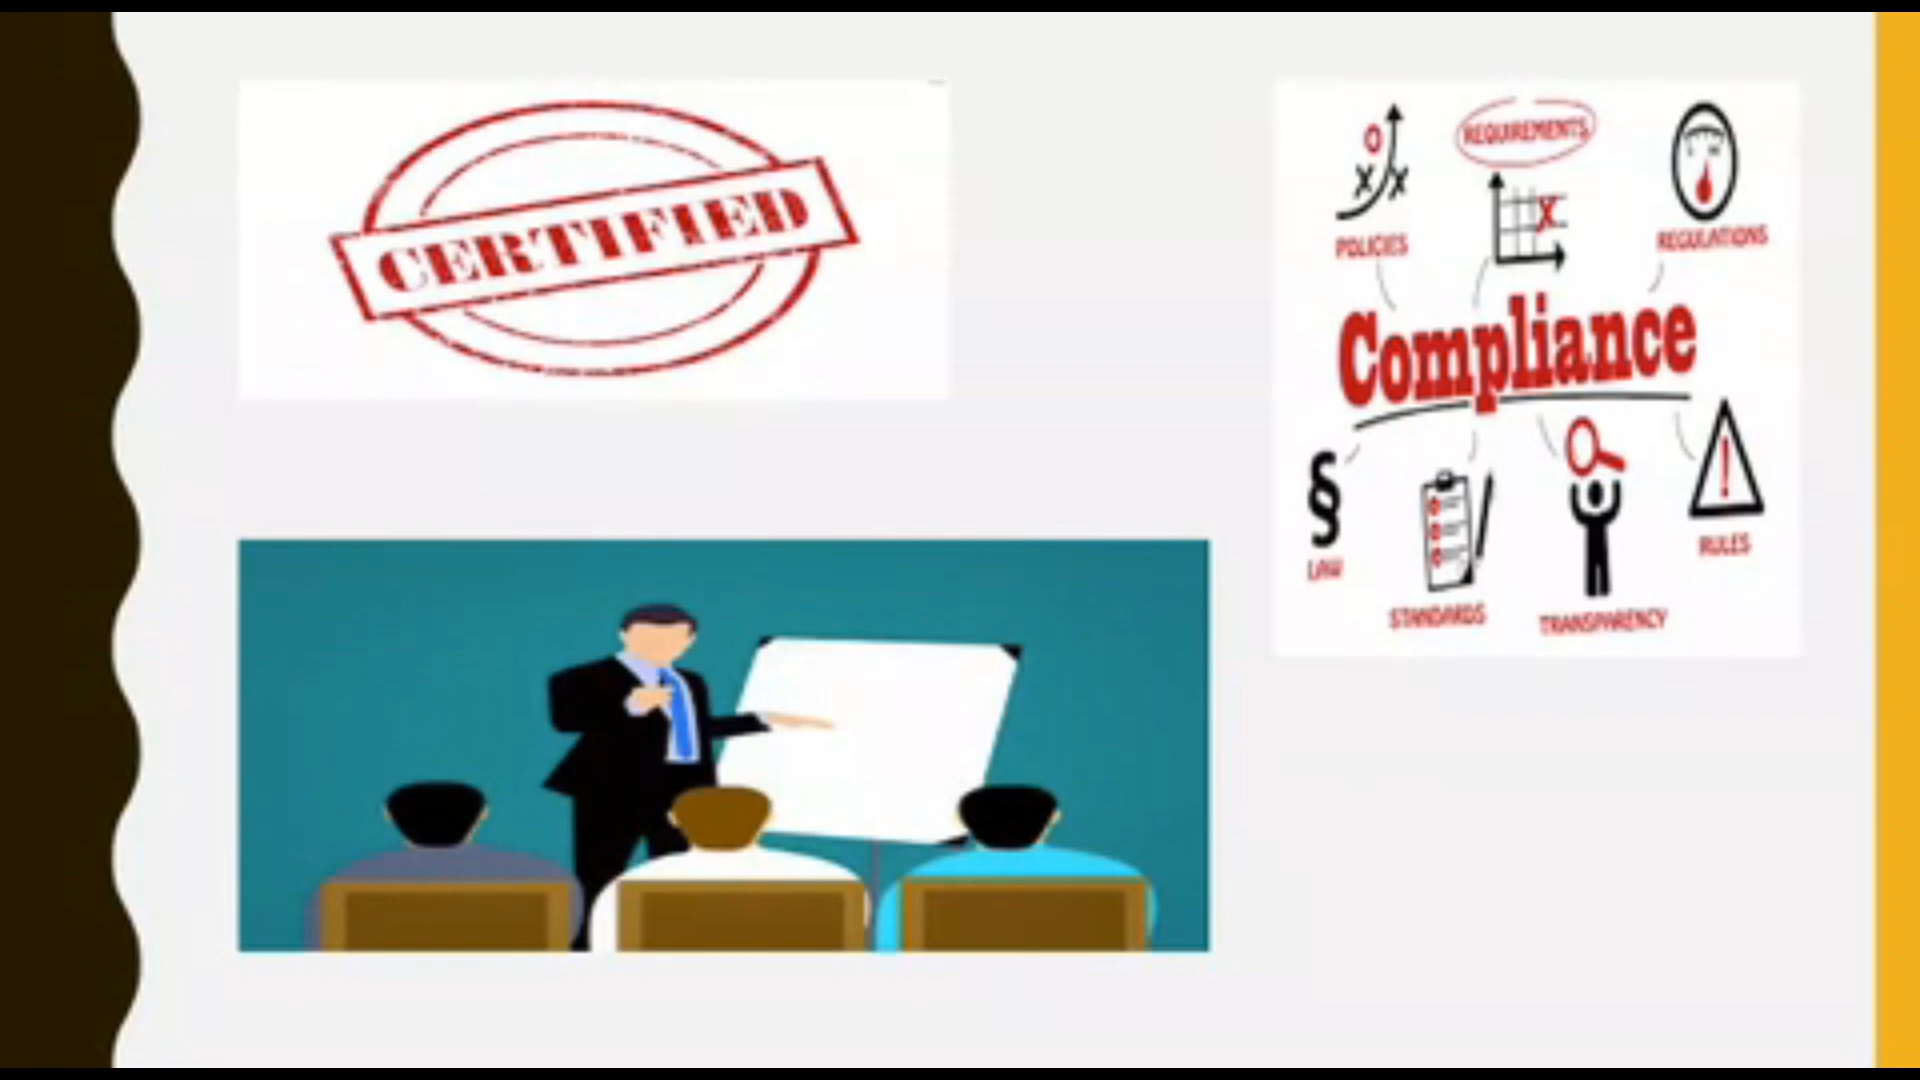 CERTIFIED
REQUIREMENTS
POLICIES
REGULATIONS
Compliance
LAW
STANDARDS
TRANSPARENCY
RULES